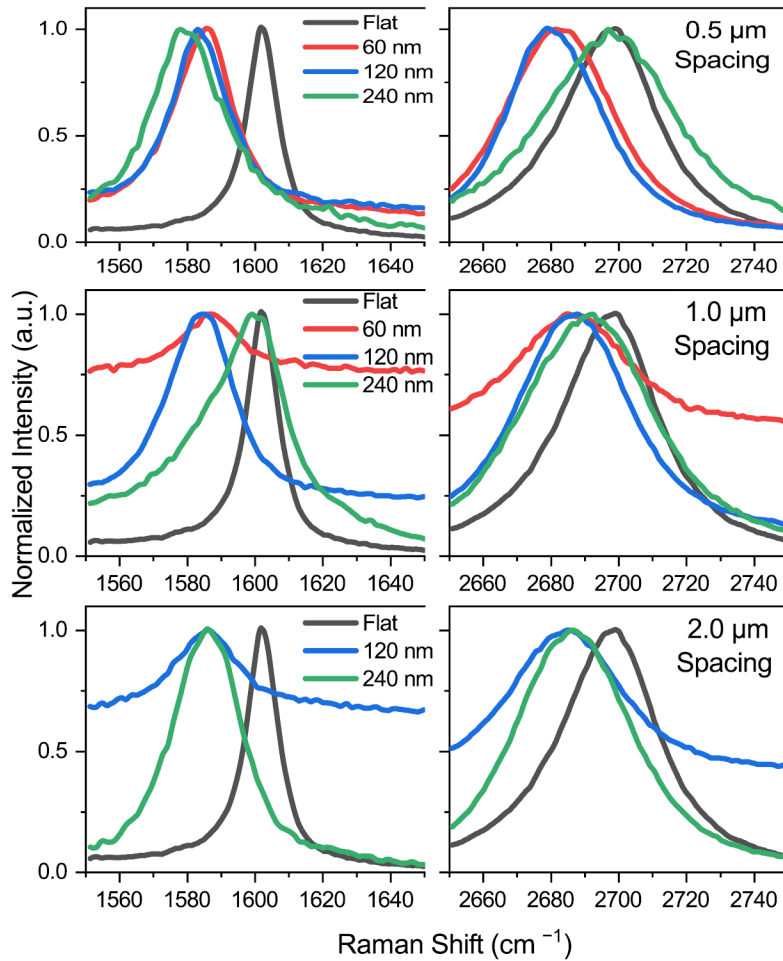 Normalized Intensity (a.u.)
1.0
0.5
0.0
Flat
60 nm
120 nm
240 nm
1560 1580 1600 1620 1640
0.5 µm
Spacing
2660 2680 2700 2720 2740
1.0
0.5
0.0
Flat
60 nm
120 nm
240 nm
1560 1580 1600 1620 1640
1.0 µm
Spacing
2660 2680 2700 2720 2740
1.0
0.5
0.0
Flat
120 nm
240 nm
1560 1580 1600 1620 1640
2.0 µm
Spacing
2660 2680 2700 2720 2740
Raman Shift (cm⁻¹)